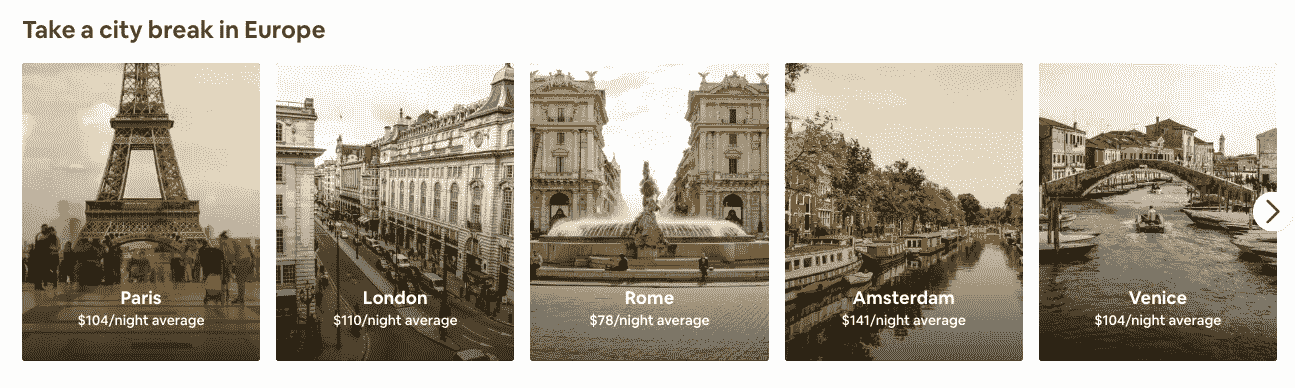 Take a city break in Europe
Paris
$104/night average
London
$110/night average
Rome
$78/night average
Amsterdam
$141/night average
Venice
$104/night average